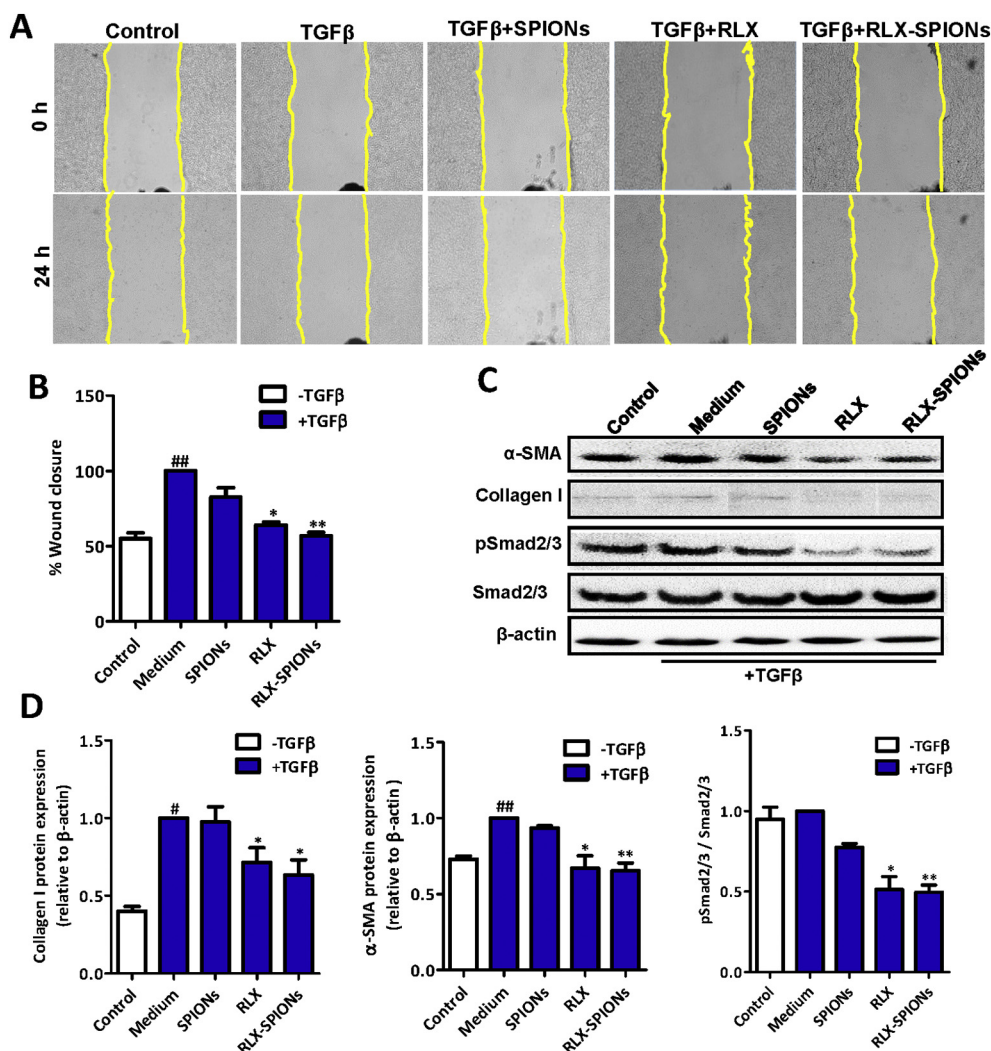 A
Control TGFβ TGFβ+SPIONs TGFβ+RLX TGFβ+RLX-SPIONs
0 h
24 h
B
150
100
50
0
% Wound closure
-TGFβ
+TGFβ
##
*
**
Control Medium SPIONs RLX RLX-SPIONs
C
Control Medium SPIONs RLX RLX-SPIONs
α-SMA
Collagen I
pSmad2/3
Smad2/3
β-actin
+TGFβ
D
Collagen I protein expression
(relative to β-actin)
1.5
1.0
0.5
0.0
-TGFβ
+TGFβ
#
*
*
Control Medium SPIONs RLX RLX-SPIONs
α-SMA protein expression
(relative to β-actin )
1.5
1.0
0.5
0.0
-TGFβ
+TGFβ
##
*
**
Control Medium SPIONs RLX RLX-SPIONs
pSmad2/3 / Smad2/3
1.5
1.0
0.5
0.0
-TGFβ
+TGFβ
*
**
Control Medium SPIONs RLX RLX-SPIONs